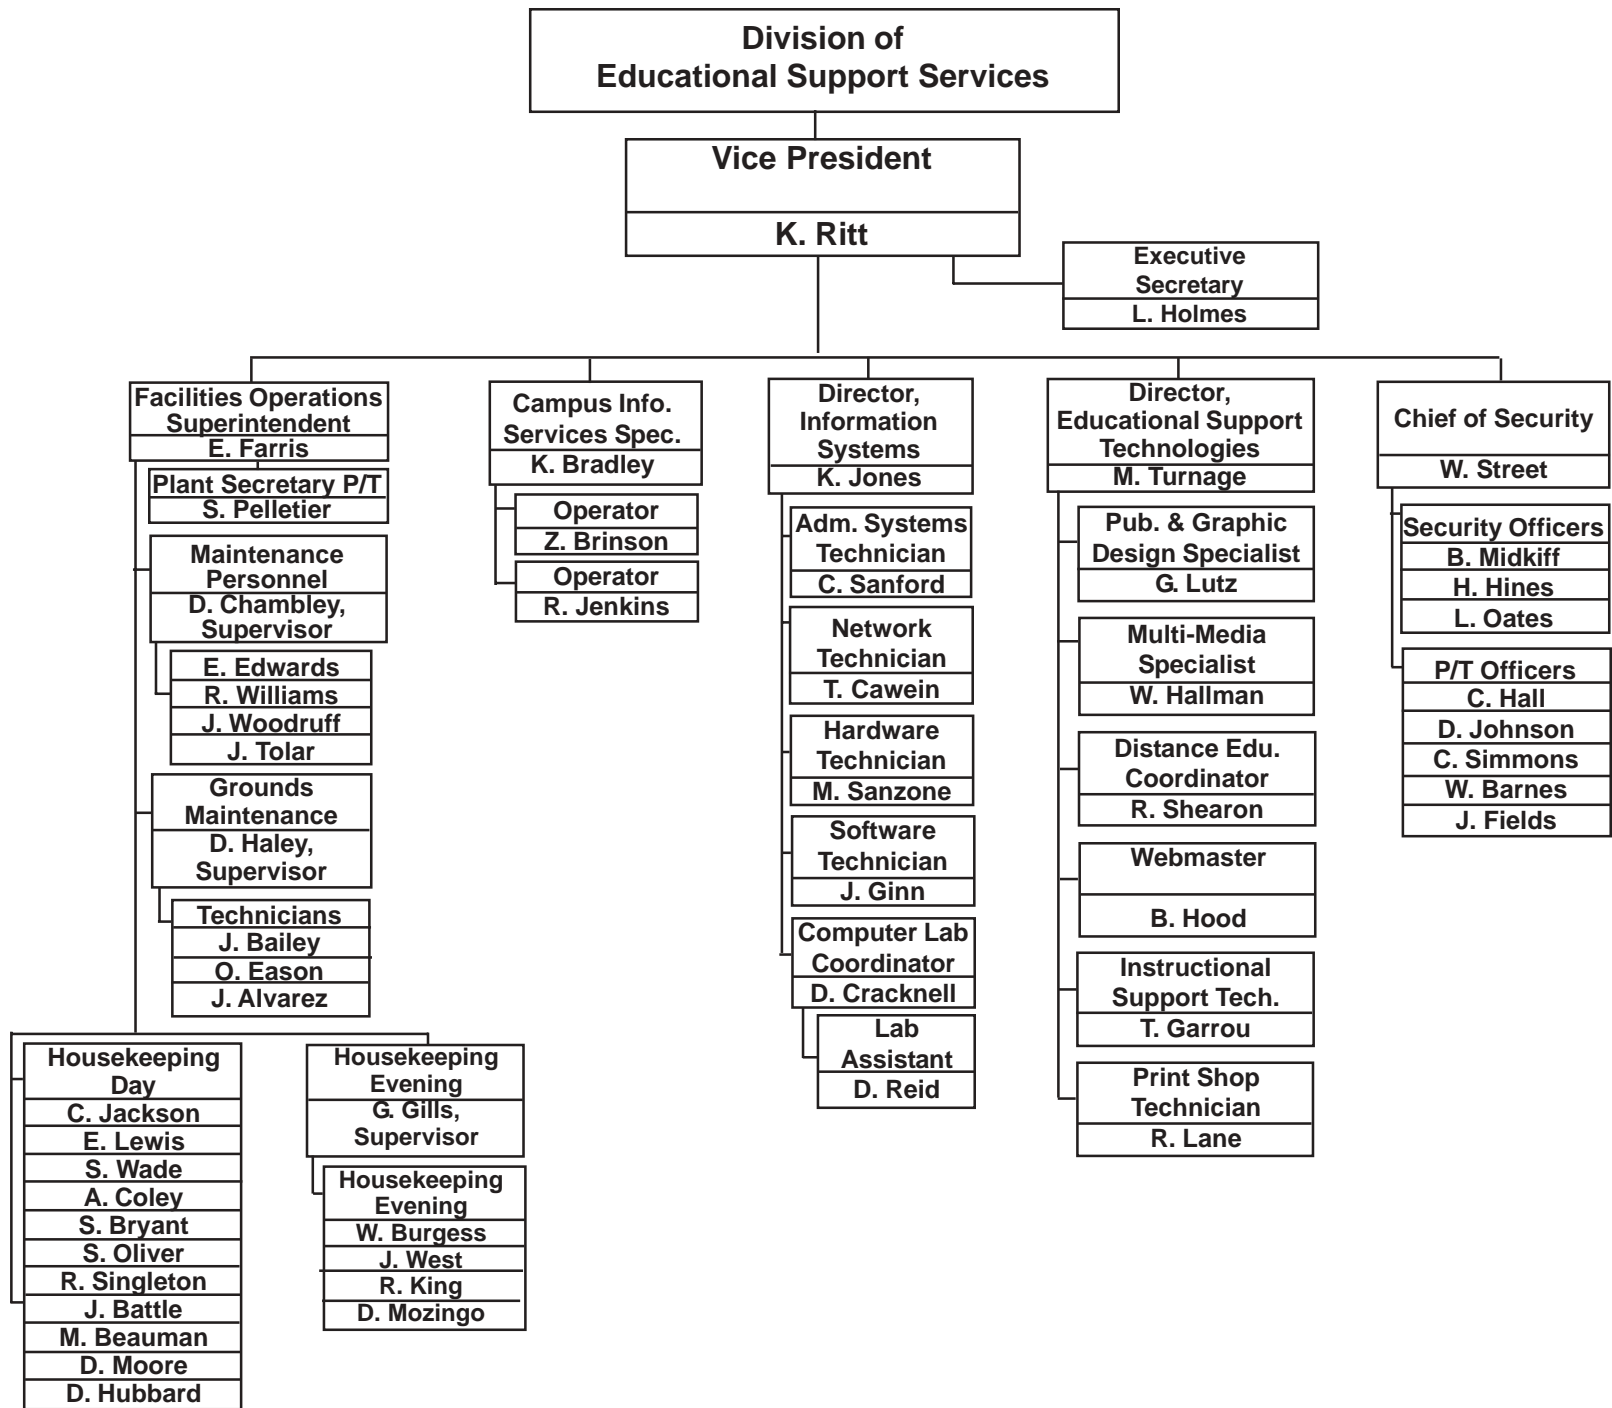 Division of
Educational Support Services
Vice President
K. Ritt
Executive
Secretary
L. Holmes
Facilities Operations
Superintendent
E. Farris
Plant Secretary P/T
S. Pelletier
Maintenance
Personnel
D. Chambley,
Supervisor
E. Edwards
R. Williams
J. Woodruff
J. Tolar
Grounds
Maintenance
D. Haley,
Supervisor
Technicians
J. Bailey
O. Eason
J. Alvarez
Housekeeping
Day
C. Jackson
E. Lewis
S. Wade
A. Coley
S. Bryant
S. Oliver
R. Singleton
J. Battle
M. Beauman
D. Moore
D. Hubbard
Housekeeping
Evening
G. Gills,
Supervisor
Housekeeping
Evening
W. Burgess
J. West
R. King
D. Mozingo
Campus Info.
Services Spec.
K. Bradley
Operator
Z. Brinson
Operator
R. Jenkins
Director,
Information
Systems
K. Jones
Adm. Systems
Technician
C. Sanford
Network
Technician
T. Cawein
Hardware
Technician
M. Sanzone
Software
Technician
J. Ginn
Computer Lab
Coordinator
D. Cracknell
Lab
Assistant
D. Reid
Director,
Educational Support
Technologies
M. Turnage
Pub. & Graphic
Design Specialist
G. Lutz
Multi-Media
Specialist
W. Hallman
Distance Edu.
Coordinator
R. Shearon
Webmaster
B. Hood
Instructional
Support Tech.
T. Garrou
Print Shop
Technician
R. Lane
Chief of Security
W. Street
Security Officers
B. Midkiff
H. Hines
L. Oates
P/T Officers
C. Hall
D. Johnson
C. Simmons
W. Barnes
J. Fields